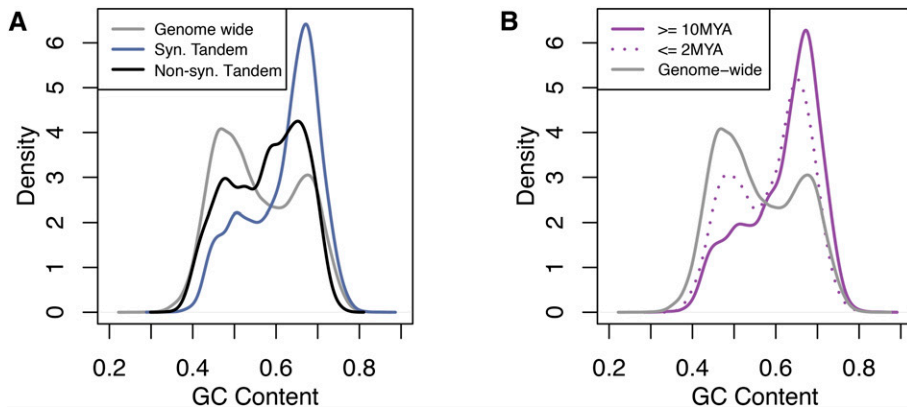 A
Genome wide
Syn. Tandem
Non-syn. Tandem
Density
6
5
4
3
2
1
0
0.2 0.4 0.6 0.8
GC Content
B
>= 10MYA
<= 2MYA
Genome-wide
Density
6
5
4
3
2
1
0
0.2 0.4 0.6 0.8
GC Content